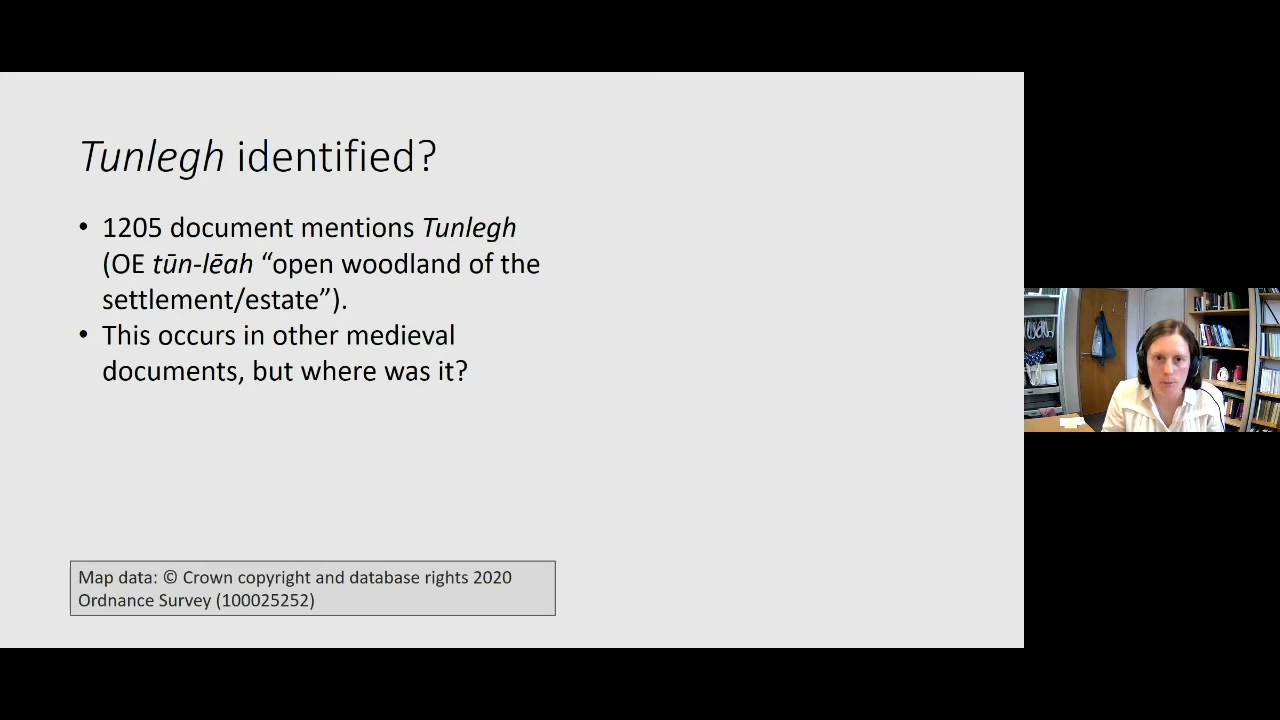 Tunlegh identified?
• 1205 document mentions Tunlegh
(OE tūn-lēah “open woodland of the
settlement/estate”).
• This occurs in other medieval
documents, but where was it?
Map data: © Crown copyright and database rights 2020
Ordnance Survey (100025252)